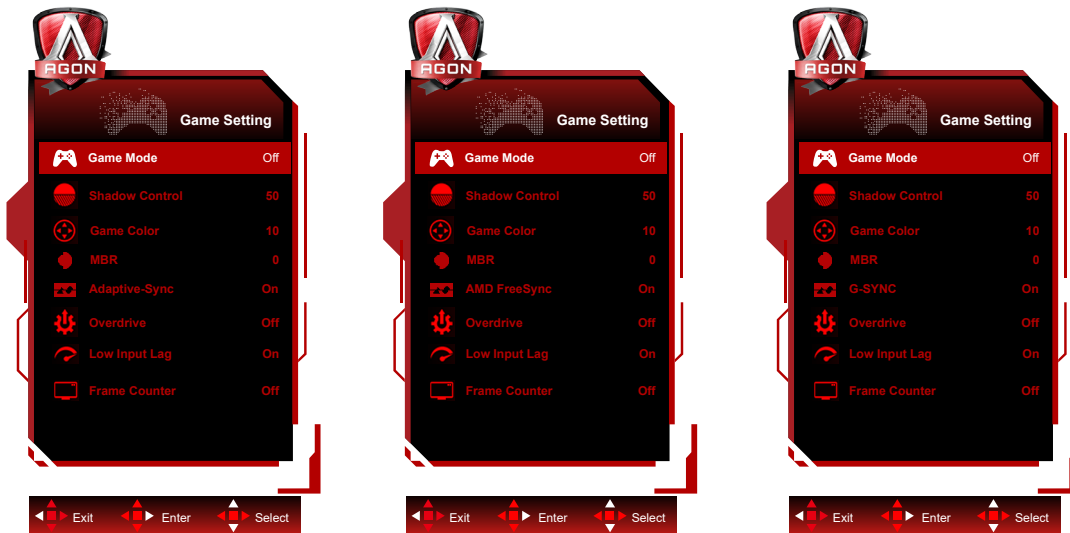 AGON
Game Setting
Game Mode Off
Shadow Control 50
Game Color 10
MBR 0
Adaptive-Sync On
Overdrive Off
Low Input Lag On
Frame Counter Off
Exit Enter Select
AGON
Game Setting
Game Mode Off
Shadow Control 50
Game Color 10
MBR 0
AMD FreeSync On
Overdrive Off
Low Input Lag On
Frame Counter Off
Exit Enter Select
AGON
Game Setting
Game Mode Off
Shadow Control 50
Game Color 10
MBR 0
G-SYNC On
Overdrive Off
Low Input Lag On
Frame Counter Off
Exit Enter Select